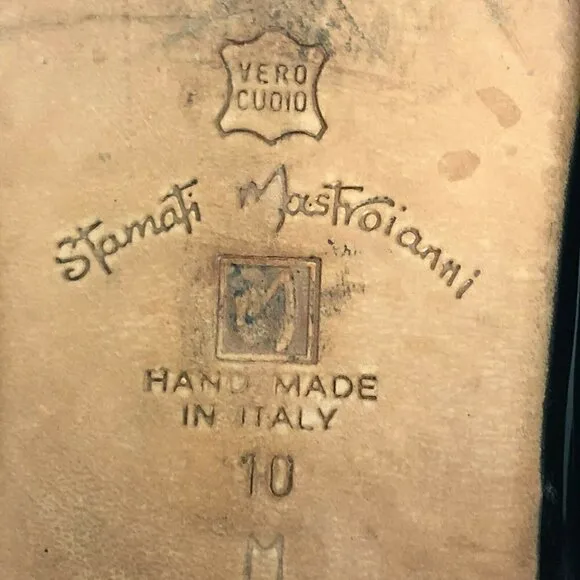 VERO
CUOIO
Stamati Mastroianni
HAND MADE
IN ITALY
10
M